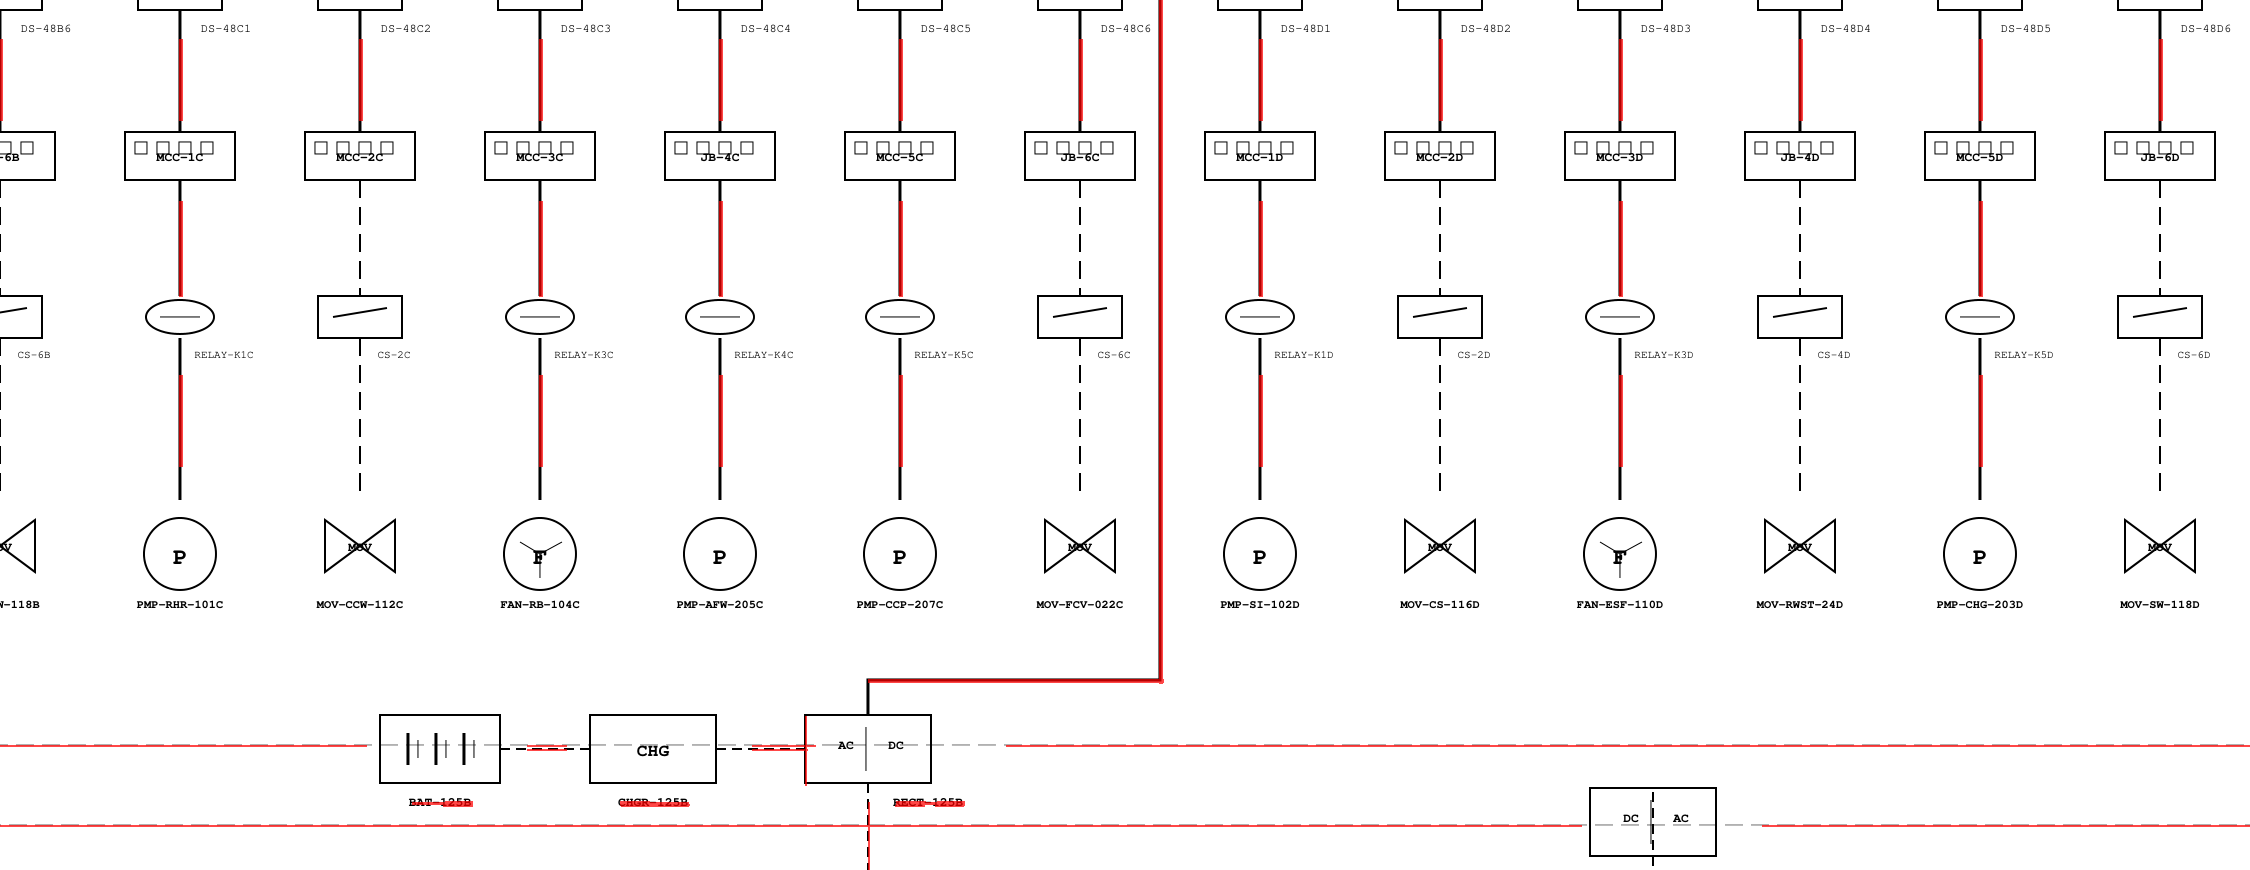 DS-48B6 DS-48C1 DS-48C2 DS-48C3 DS-48C4 DS-48C5 DS-48C6 DS-48D1 DS-48D2 DS-48D3 DS-48D4 DS-48D5 DS-48D6
-6B MCC-1C MCC-2C MCC-3C JB-4C MCC-5C JB-6C MCC-1D MCC-2D MCC-3D JB-4D MCC-5D JB-6D
CS-6B RELAY-K1C CS-2C RELAY-K3C RELAY-K4C RELAY-K5C CS-6C RELAY-K1D CS-2D RELAY-K3D CS-4D RELAY-K5D CS-6D
OV P MOV F P P MOV P MOV F MOV P MOV
W-118B PMP-RHR-101C MOV-CCW-112C FAN-RB-104C PMP-AFW-205C PMP-CCP-207C MOV-FCV-022C PMP-SI-102D MOV-CS-116D FAN-ESF-110D MOV-RWST-24D PMP-CHG-203D MOV-SW-118D
CHG AC DC
BAT-125B CHGR-125B RECT-125B
DC AC